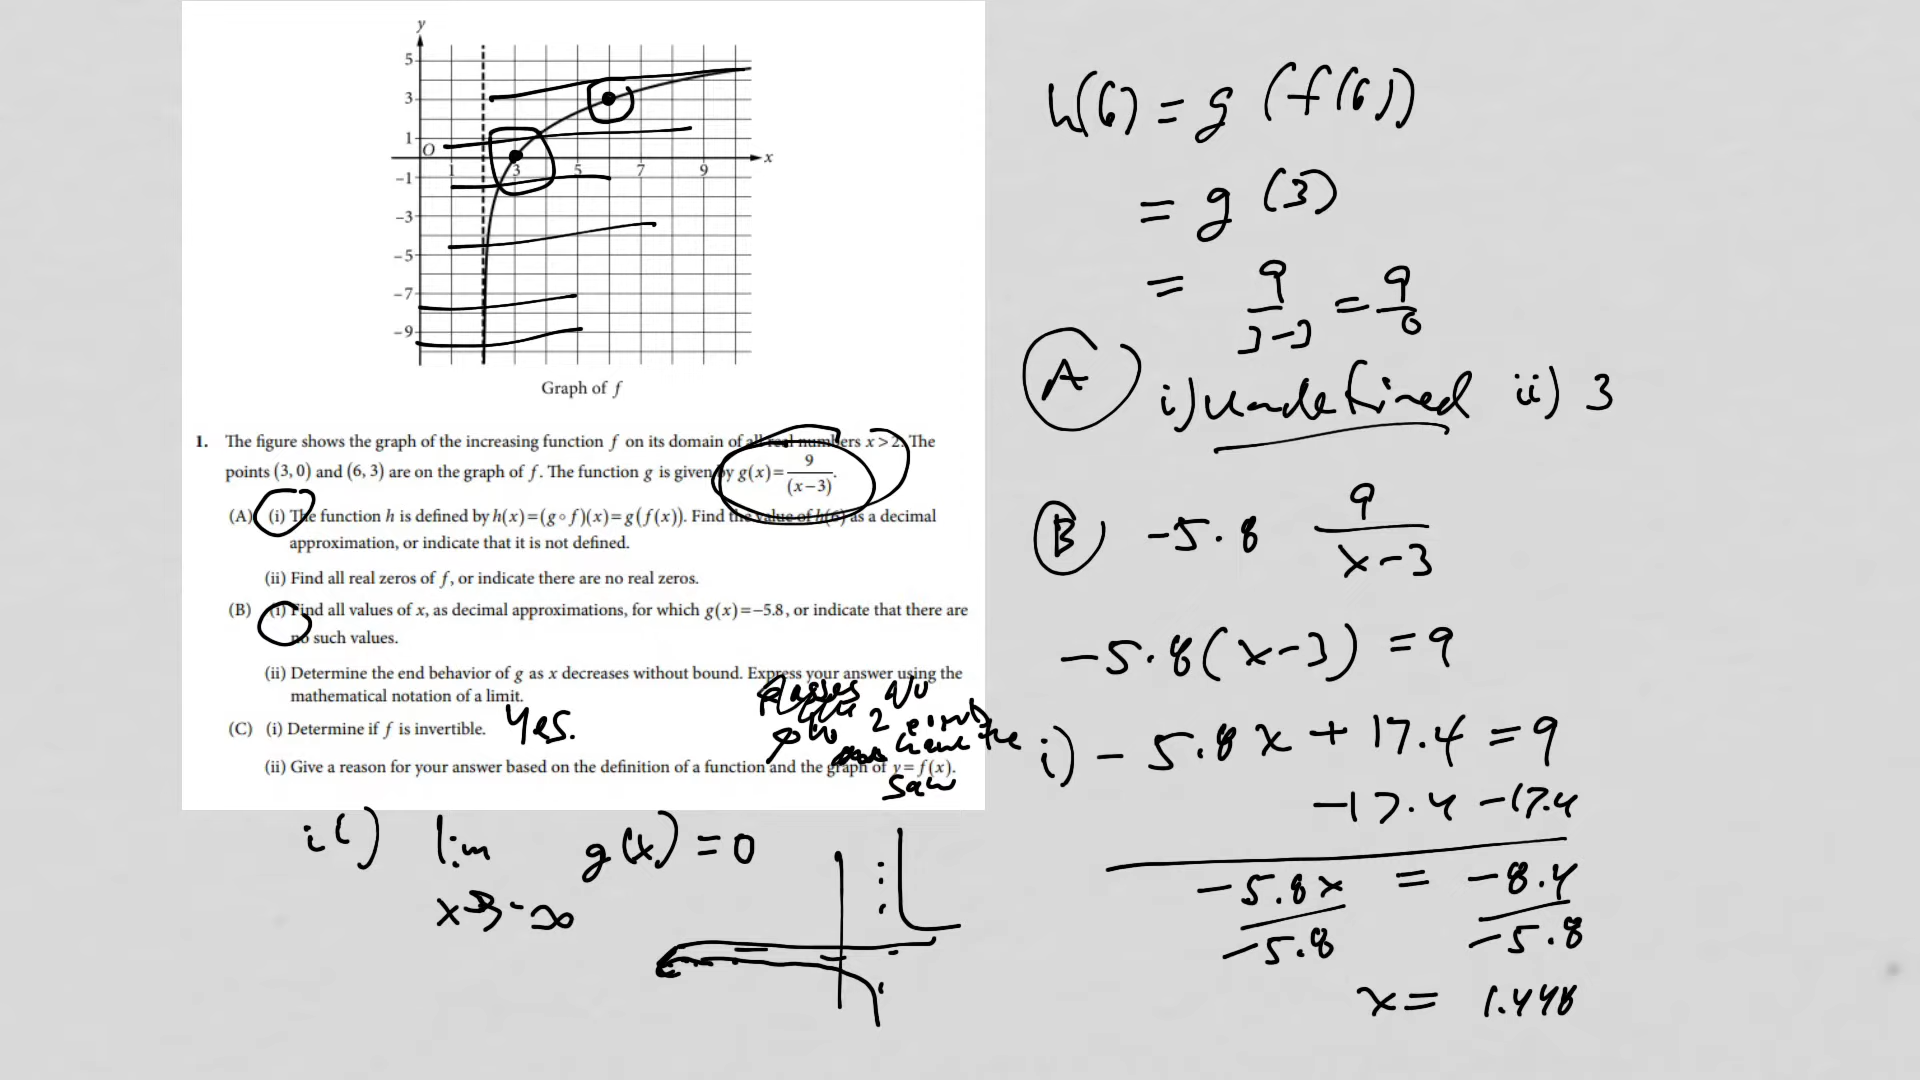 y
5
3
1
O
1 3 5 7 9 x
−1
−3
−5
−7
−9
Graph of f
1. The figure shows the graph of the increasing function f on its domain of all real numbers x > 2. The
points (3, 0) and (6, 3) are on the graph of f. The function g is given by g(x)= 9/(x−3).
(A) (i) The function h is defined by h(x)=(g∘f)(x)=g(f(x)). Find the value of h(6) as a decimal
approximation, or indicate that it is not defined.
(ii) Find all real zeros of f, or indicate there are no real zeros.
(B) (i) Find all values of x, as decimal approximations, for which g(x)=−5.8, or indicate that there are
no such values.
(ii) Determine the end behavior of g as x decreases without bound. Express your answer using the
mathematical notation of a limit.
(C) (i) Determine if f is invertible. Yes.
(ii) Give a reason for your answer based on the definition of a function and the graph of y=f(x).
Passes
no 2 points
have the
same
ii) lim g(x) = 0
x→-∞
h(6) = g(f(6))
= g(3)
= 9/(3-3) = 9/0
A i) undefined ii) 3
B -5.8 9/(x-3)
-5.8(x-3) = 9
i) -5.8x + 17.4 = 9
-17.4 -17.4
-5.8x = -8.4
-5.8 -5.8
x = 1.448